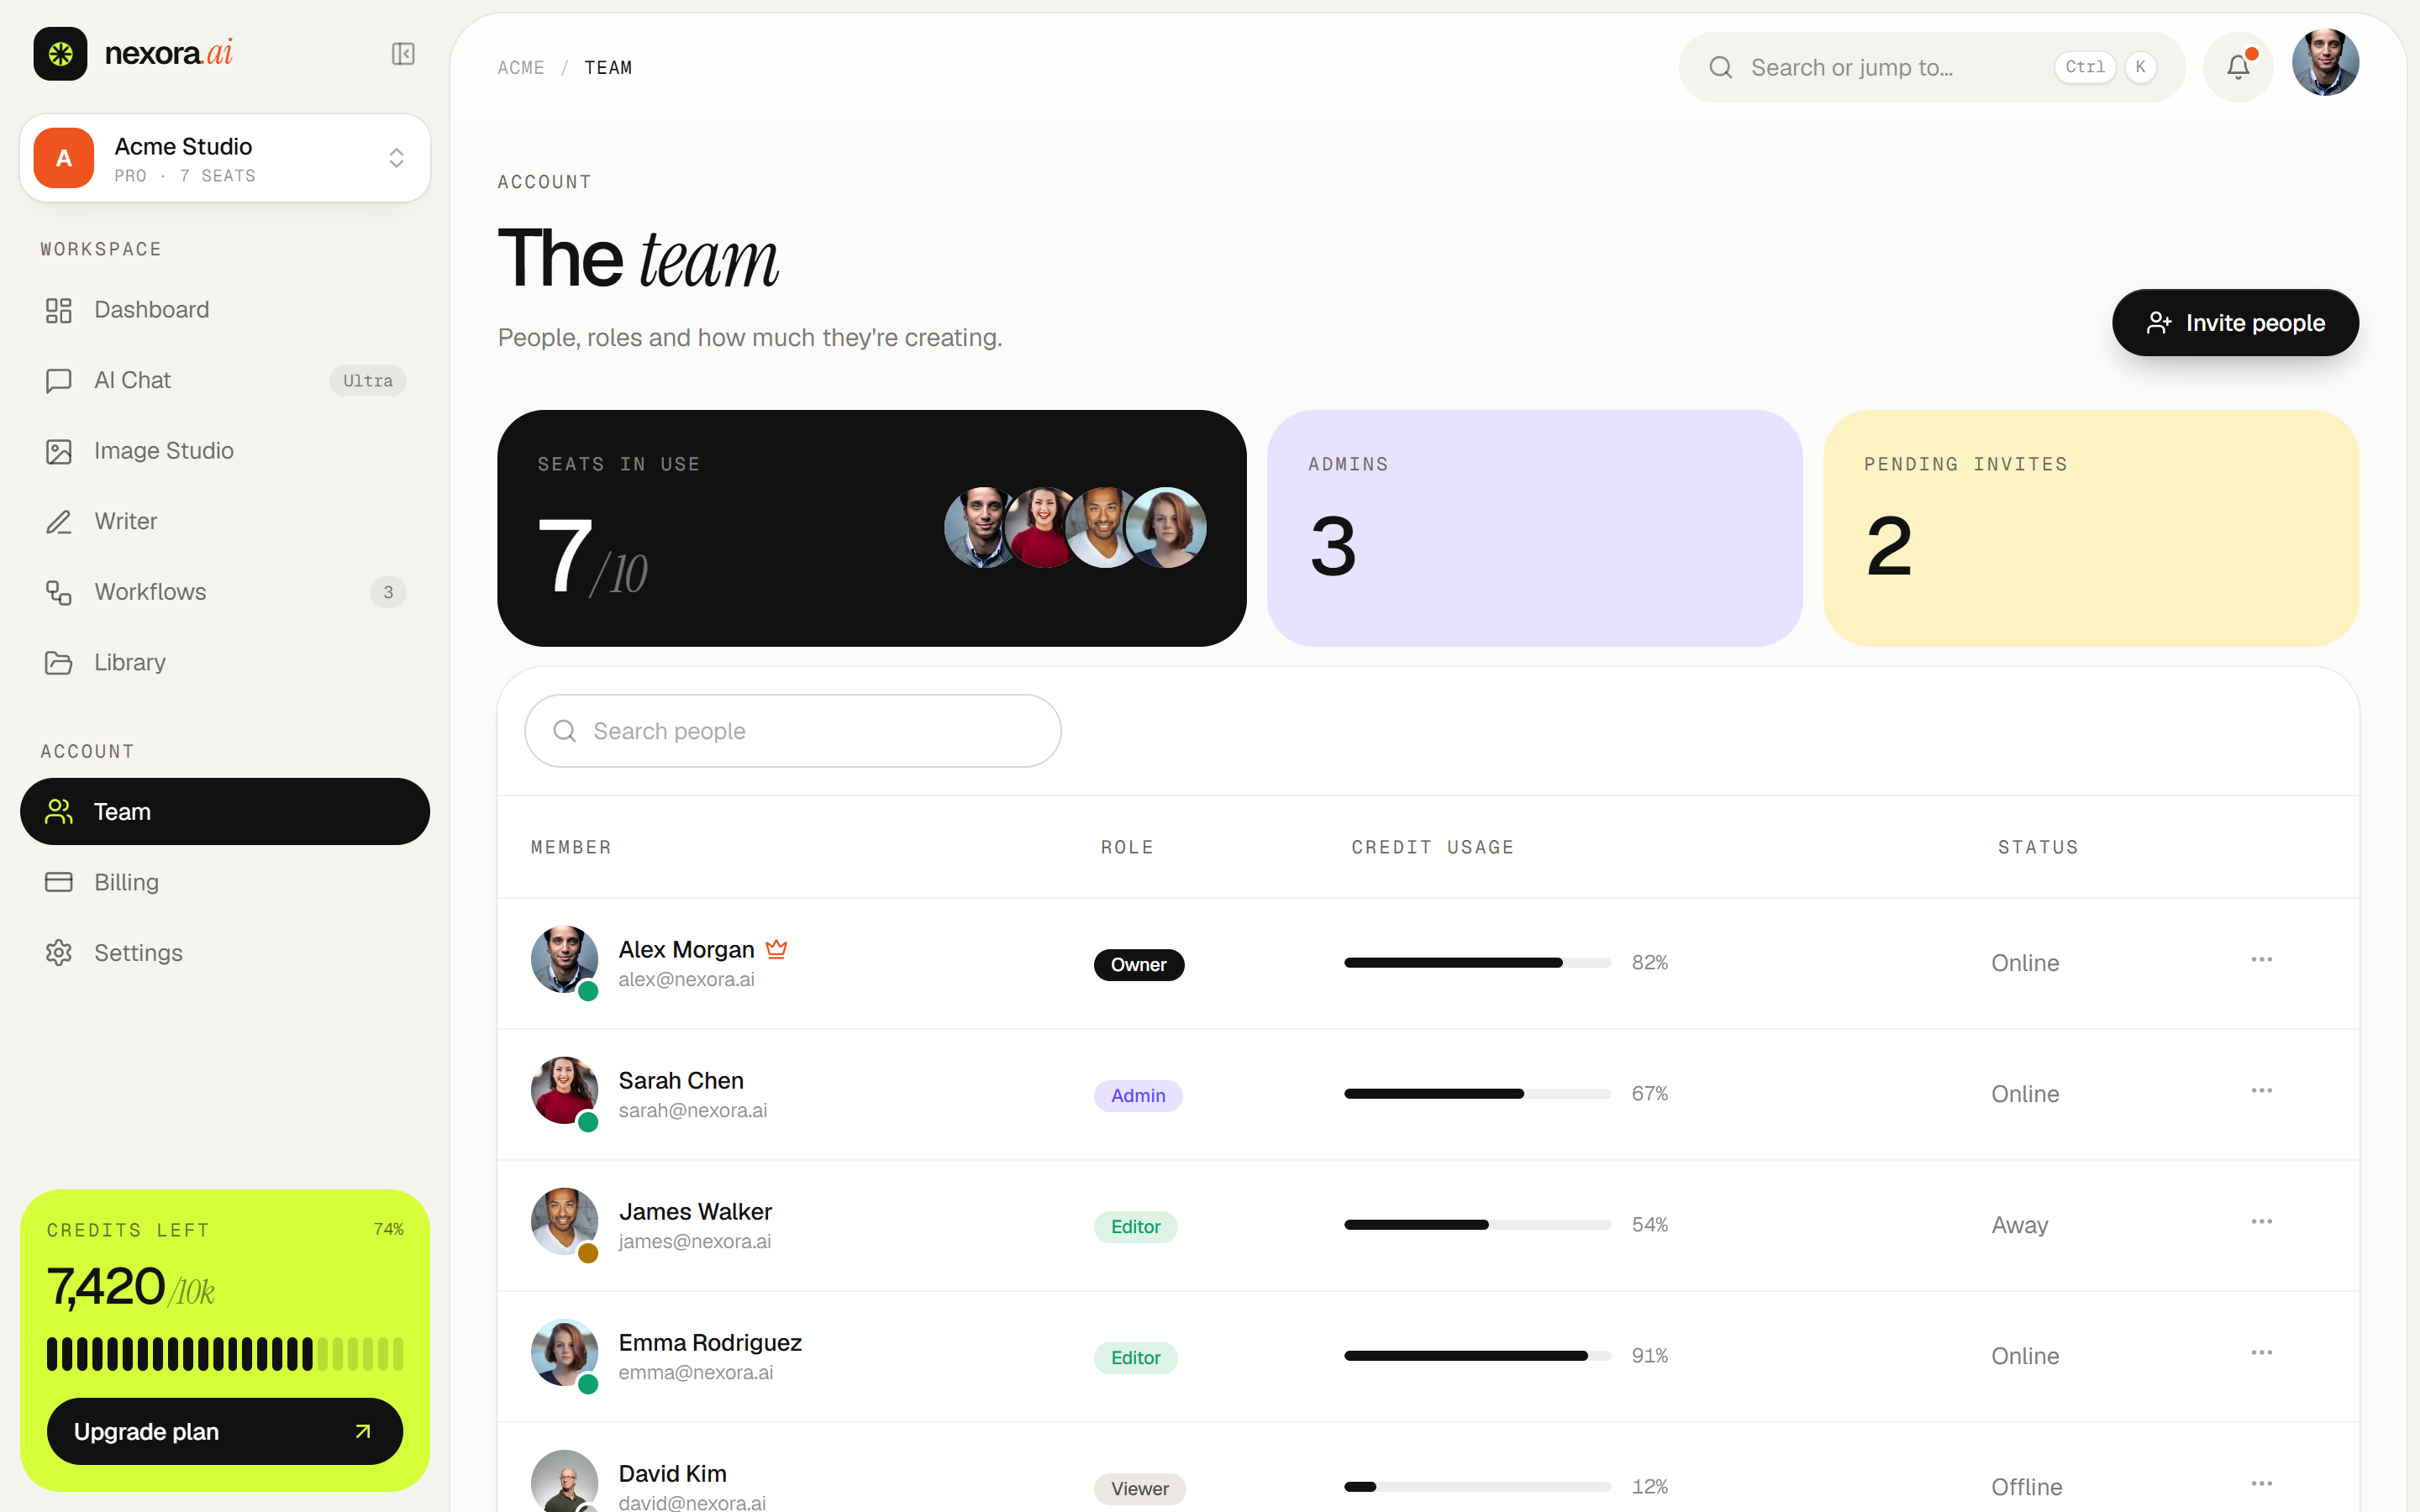 nexora.ai
A
Acme Studio
PRO · 7 SEATS
WORKSPACE
Dashboard
AI Chat
Ultra
Image Studio
Writer
Workflows
3
Library
ACCOUNT
Team
Billing
Settings
CREDITS LEFT
74%
7,420/10k
Upgrade plan
ACME / TEAM
Search or jump to...
Ctrl K
ACCOUNT
The team
People, roles and how much they're creating.
Invite people
SEATS IN USE
7/10
ADMINS
3
PENDING INVITES
2
Search people
MEMBER ROLE CREDIT USAGE STATUS
Alex Morgan
alex@nexora.ai
Owner
82%
Online
Sarah Chen
sarah@nexora.ai
Admin
67%
Online
James Walker
james@nexora.ai
Editor
54%
Away
Emma Rodriguez
emma@nexora.ai
Editor
91%
Online
David Kim
david@nexora.ai
Viewer
12%
Offline